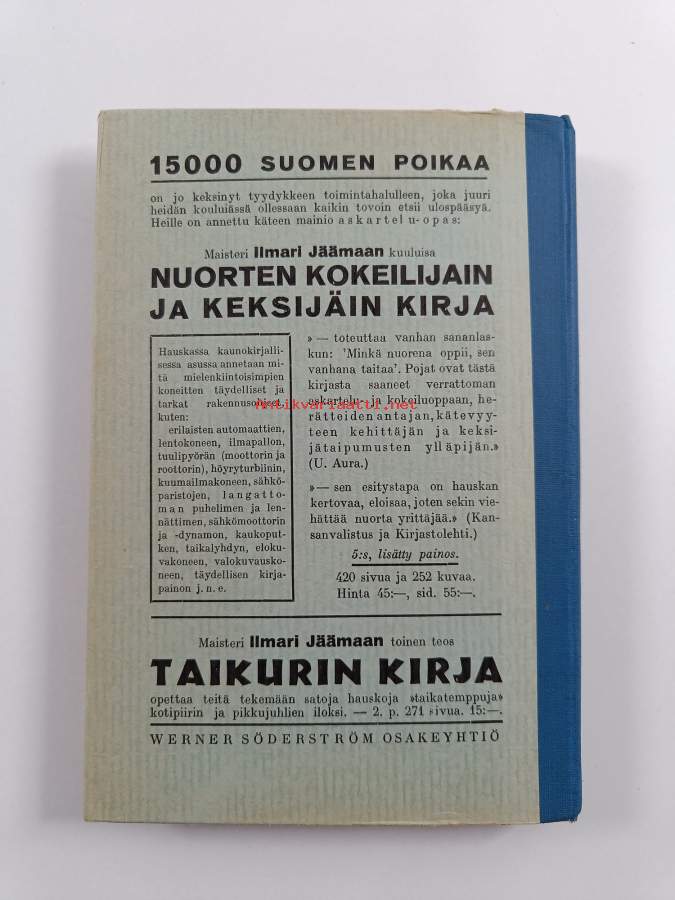 15000 SUOMEN POIKAA
on jo keksinyt tyydykkeen toimintahalulleen, joka juuri
heidän kouluiässä ollessaan kaikin tovoin etsii ulospääsyä.
Heille on annettu käteen mainio askartelu-opas:
Maisteri Ilmari Jäämaan kuuluisa
NUORTEN KOKEILIJAIN
JA KEKSIJÄIN KIRJA
Hauskassa kaunokirjalli-
sessa asussa annetaan mi-
tä mielenkiintoisimpien
koneitten täydelliset ja
tarkat rakennusohjeet,
kuten:
erilaisten automaattien,
lentokoneen, ilmapallon,
tuulipyörän (moottorin ja
roottorin), höyryturbiinin,
kuumailmakoneen, sähkö-
paristojen, langatto-
man puhelimen ja len-
nättimen, sähkömoottorin
ja -dynamon, kaukoput-
ken, taikalyhdyn, eloku-
vakoneen, valokuvausko-
neen, täydellisen kirja-
painon j. n. e.
» — toteuttaa vanhan sananlas-
kun: 'Minkä nuorena oppii, sen
vanhana taitaa'. Pojat ovat tästä
kirjasta saaneet verrattoman
askartelu- ja kokeiluoppaan, he-
rätteiden antajan, kätevyy-
teen kehittäjän ja keksi-
jätaipumusten ylläpijän.»
(U. Aura.)
»— sen esitystapa on hauskan
kertovaa, eloisaa, joten sekin vie-
hättää nuorta yrittäjää.» (Kan-
sanvalistus ja Kirjastolehti.)
5:s, lisätty painos.
420 sivua ja 252 kuvaa.
Hinta 45:—, sid. 55:—.
Antikvariaatti.net
Maisteri Ilmari Jäämaan toinen teos
TAIKURIN KIRJA
opettaa teitä tekemään satoja hauskoja »taikatemppuja»
kotipiirin ja pikkujuhlien iloksi. — 2. p. 271 sivua. 15:—.
WERNER SÖDERSTRÖM OSAKEYHTIÖ